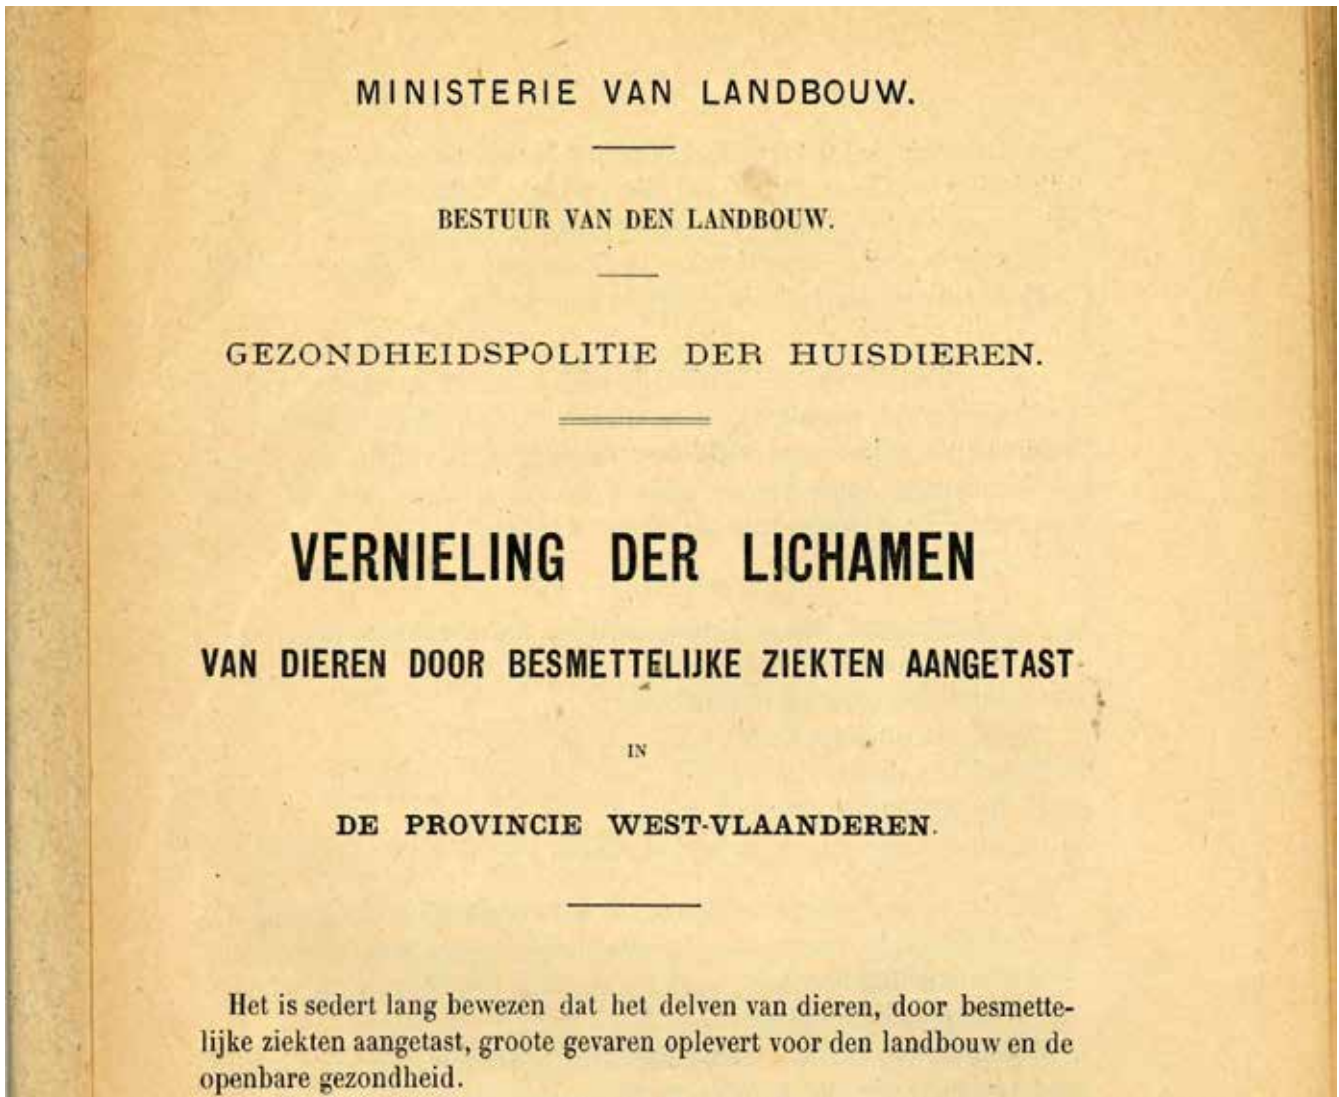 MINISTERIE VAN LANDBOUW.
BESTUUR VAN DEN LANDBOUW.
GEZONDHEIDSPOLITIE DER HUISDIEREN.
VERNIELING DER LICHAMEN
VAN DIEREN DOOR BESMETTELIJKE ZIEKTEN AANGETAST
IN
DE PROVINCIE WEST-VLAANDEREN.
Het is sedert lang bewezen dat het delven van dieren, door besmette-
lijke ziekten aangetast, groote gevaren oplevert voor den landbouw en de
openbare gezondheid.